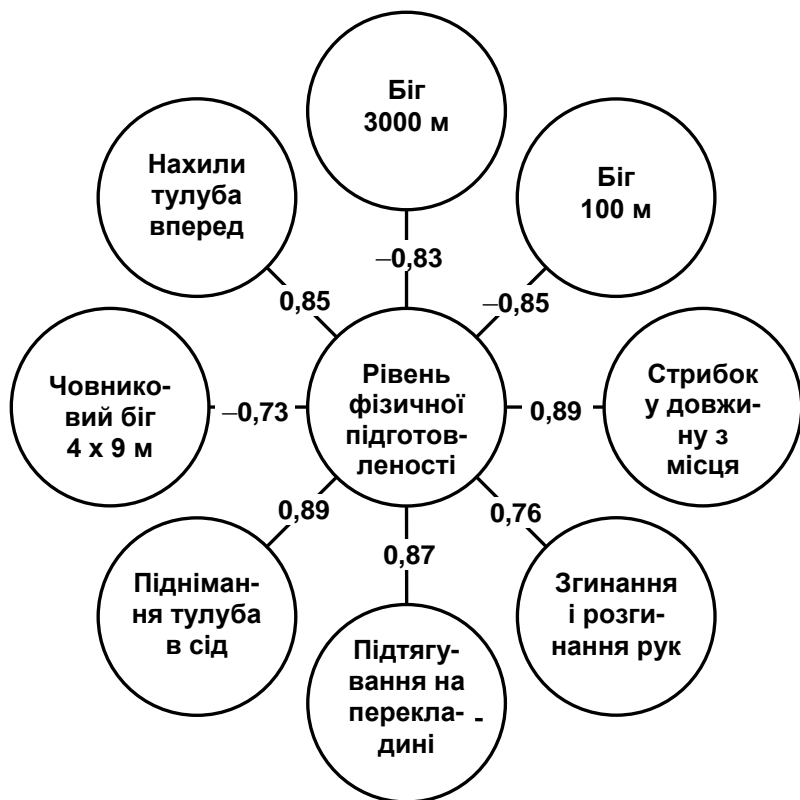 Біг
3000 м
Нахили
тулуба
вперед
Біг
100 м
–0,83
0,85
–0,85
Човнико-
вий біг
4 х 9 м
–0,73
Рівень
фізичної
підготов-
леності
0,89
Стрибок
у довжи-
ну з
місця
0,89
0,76
0,87
Підніман-
ня тулуба
в сід
Підтягу-
вання на
перекла- -
дині
Згинання
і розги-
нання рук